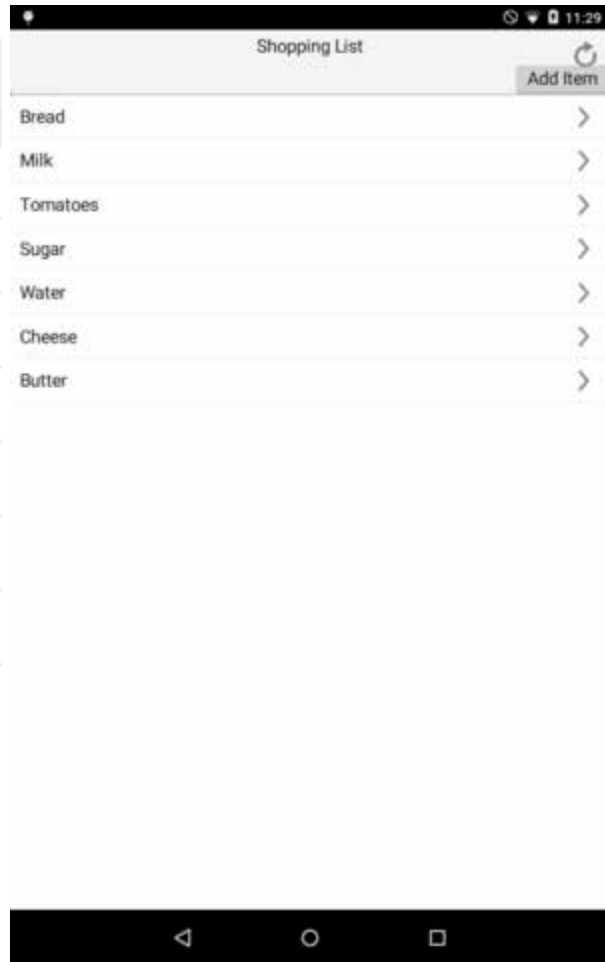 11:29
Shopping List
Add Item
Bread
Milk
Tomatoes
Sugar
Water
Cheese
Butter